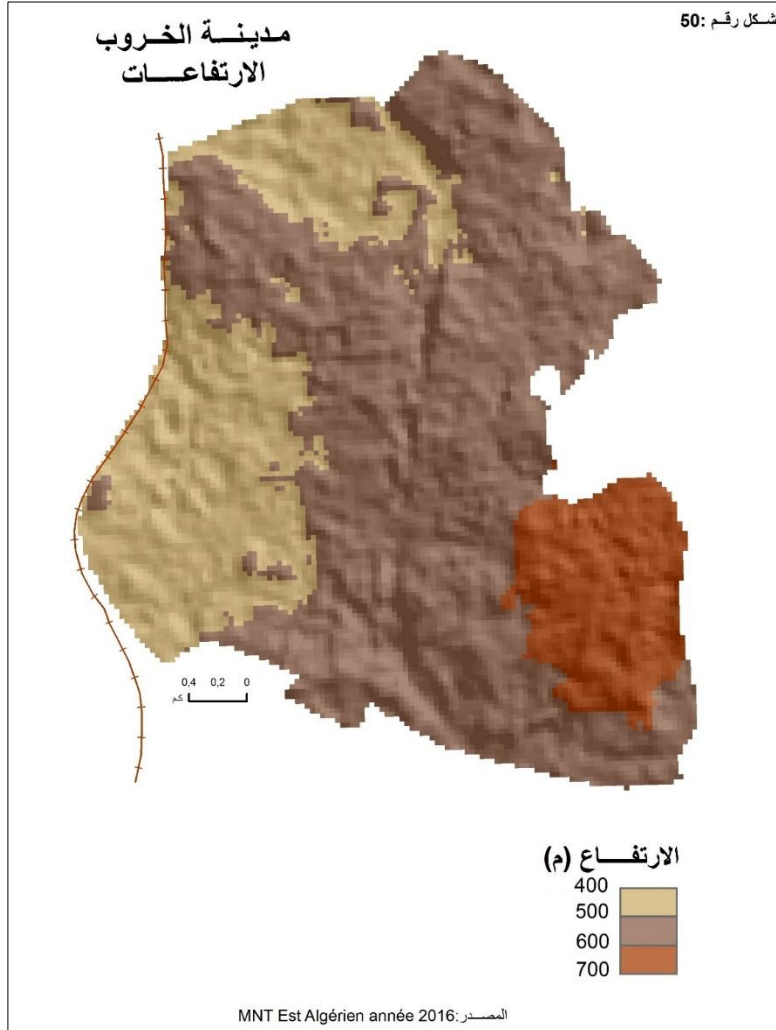 شكل رقم :50
مدينة الخروب
الارتفاعات
0,4 0,2 0
كم
الارتفاع (م)
400
500
600
700
المصدر:MNT Est Algérien année 2016